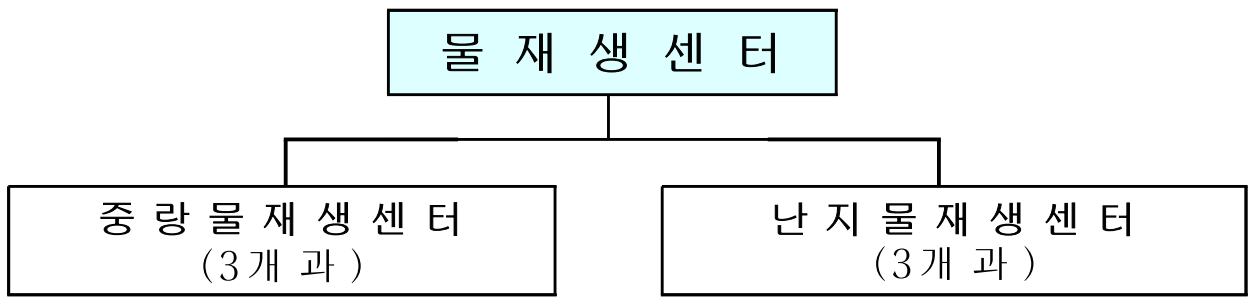 물 재 생 센 터
중 랑 물 재 생 센 터
(3개 과)
난 지 물 재 생 센 터
(3개 과)